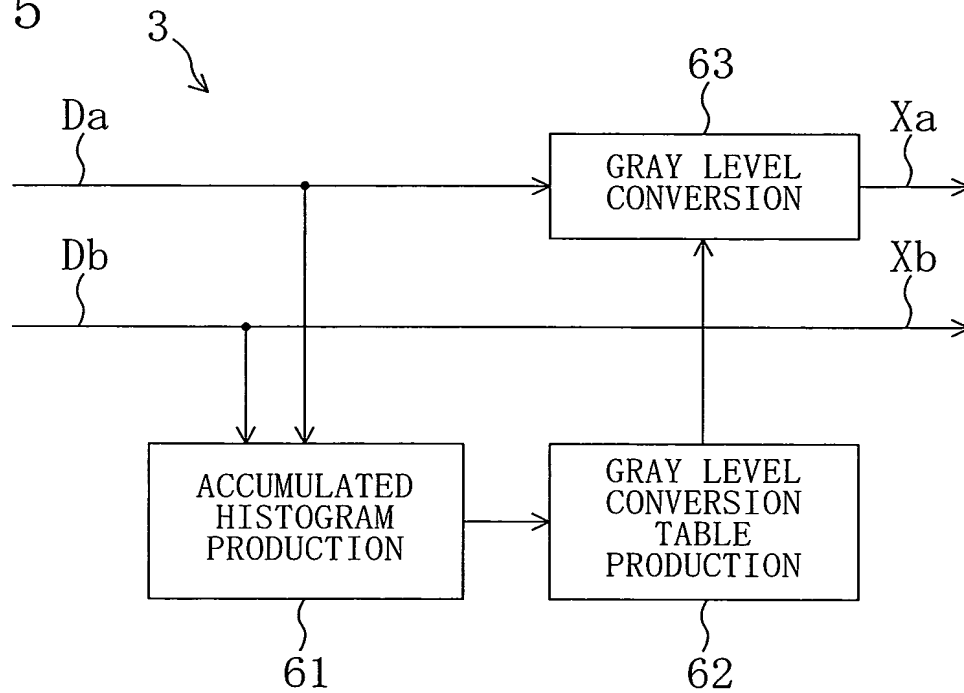 5
3
63
Da
GRAY LEVEL
CONVERSION
Xa
Db
Xb
ACCUMULATED
HISTOGRAM
PRODUCTION
GRAY LEVEL
CONVERSION
TABLE
PRODUCTION
61
62